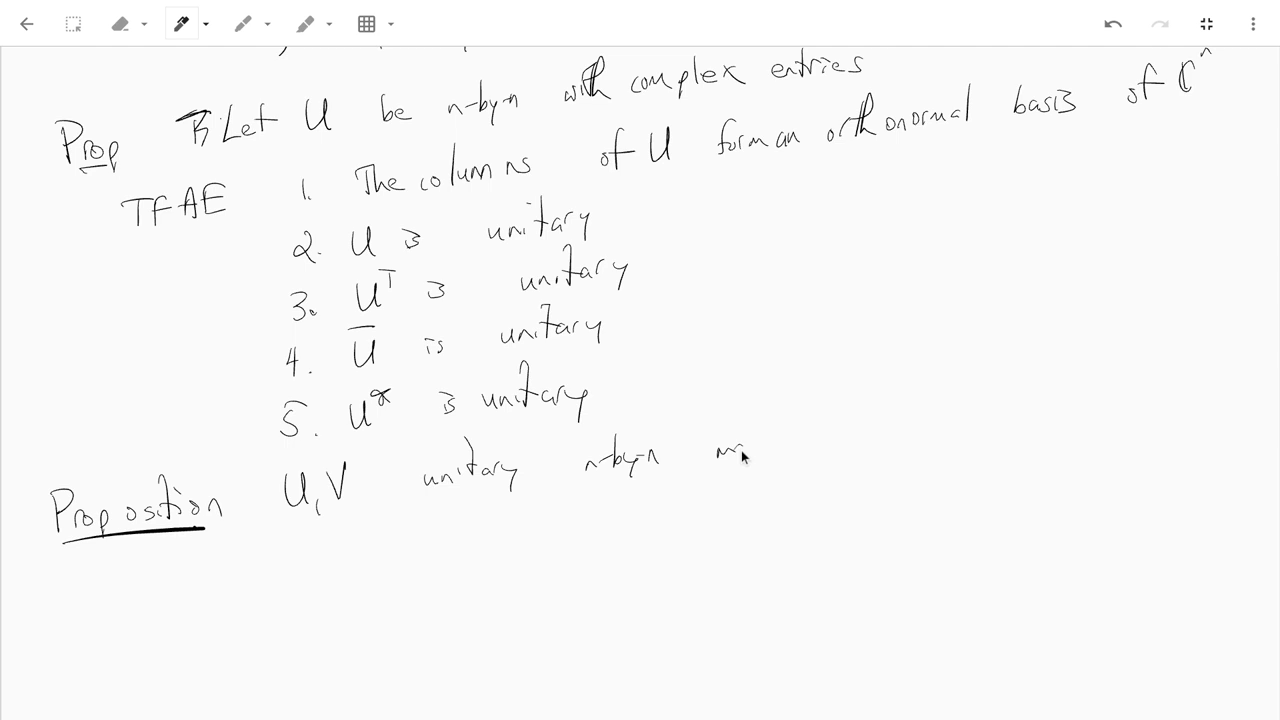 Prop Let U be n-by-n with complex entries
TFAE 1. The columns of U form an orthonormal basis of ℂⁿ
2. U is unitary
3. Uᵀ is unitary
4. U̅ is unitary
5. U* is unitary
Proposition U, V unitary n-by-n